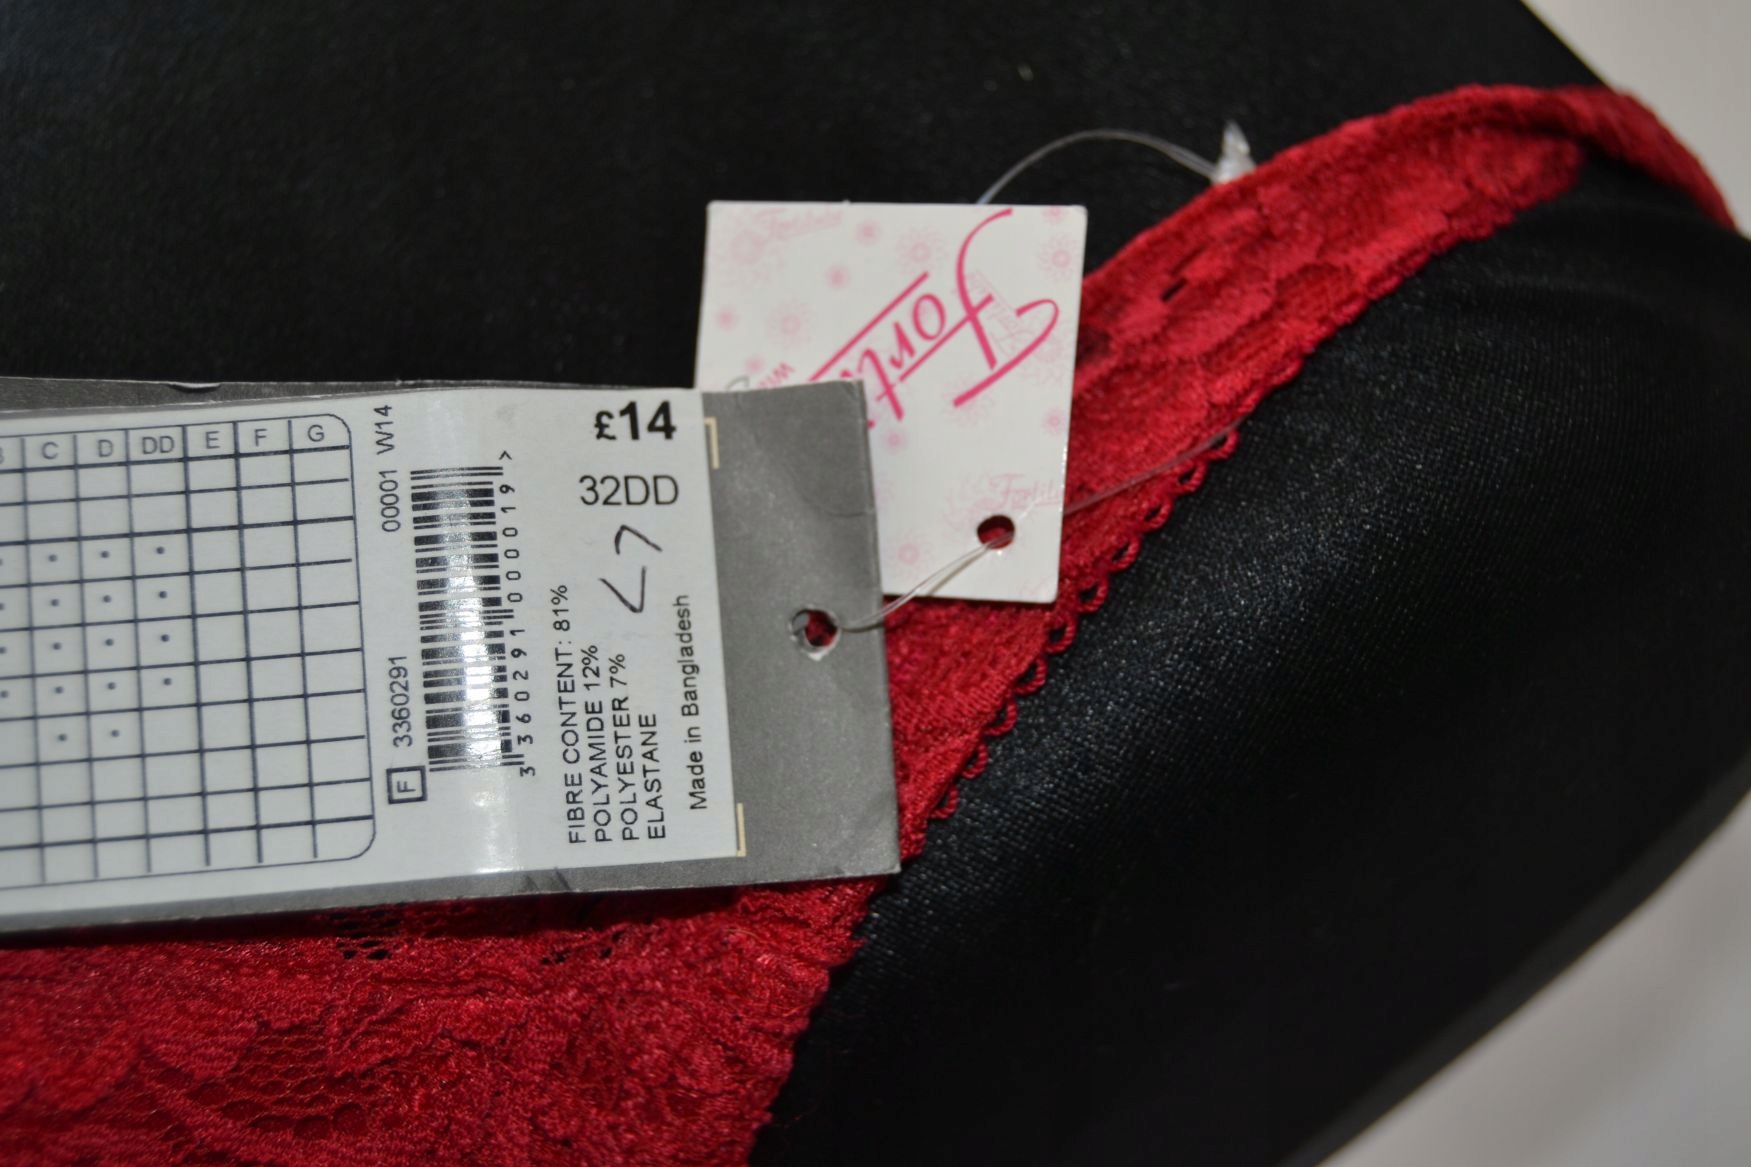 £14
32DD
C D DD E F G
00001 W14
F 3360291
3 360291 000019 >
FIBRE CONTENT: 81%
POLYAMIDE 12%
POLYESTER 7%
ELASTANE
Made in Bangladesh